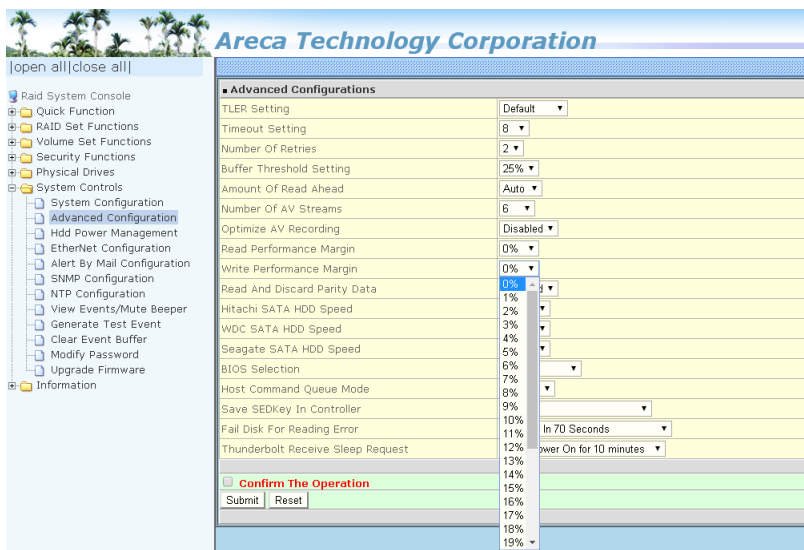 Areca Technology Corporation
|open all|close all|
Raid System Console
Quick Function
RAID Set Functions
Volume Set Functions
Security Functions
Physical Drives
System Controls
System Configuration
Advanced Configuration
Hdd Power Management
EtherNet Configuration
Alert By Mail Configuration
SNMP Configuration
NTP Configuration
View Events/Mute Beeper
Generate Test Event
Clear Event Buffer
Modify Password
Upgrade Firmware
Information
Advanced Configurations
TLER Setting Default
Timeout Setting 8
Number Of Retries 2
Buffer Threshold Setting 25%
Amount Of Read Ahead Auto
Number Of AV Streams 6
Optimize AV Recording Disabled
Read Performance Margin 0%
Write Performance Margin 0%
Read And Discard Parity Data
Hitachi SATA HDD Speed
WDC SATA HDD Speed
Seagate SATA HDD Speed
BIOS Selection
Host Command Queue Mode
Save SEDKey In Controller
Fail Disk For Reading Error In 70 Seconds
Thunderbolt Receive Sleep Request ower On for 10 minutes
0%
1%
2%
3%
4%
5%
6%
7%
8%
9%
10%
11%
12%
13%
14%
15%
16%
17%
18%
19%
Confirm The Operation
Submit Reset